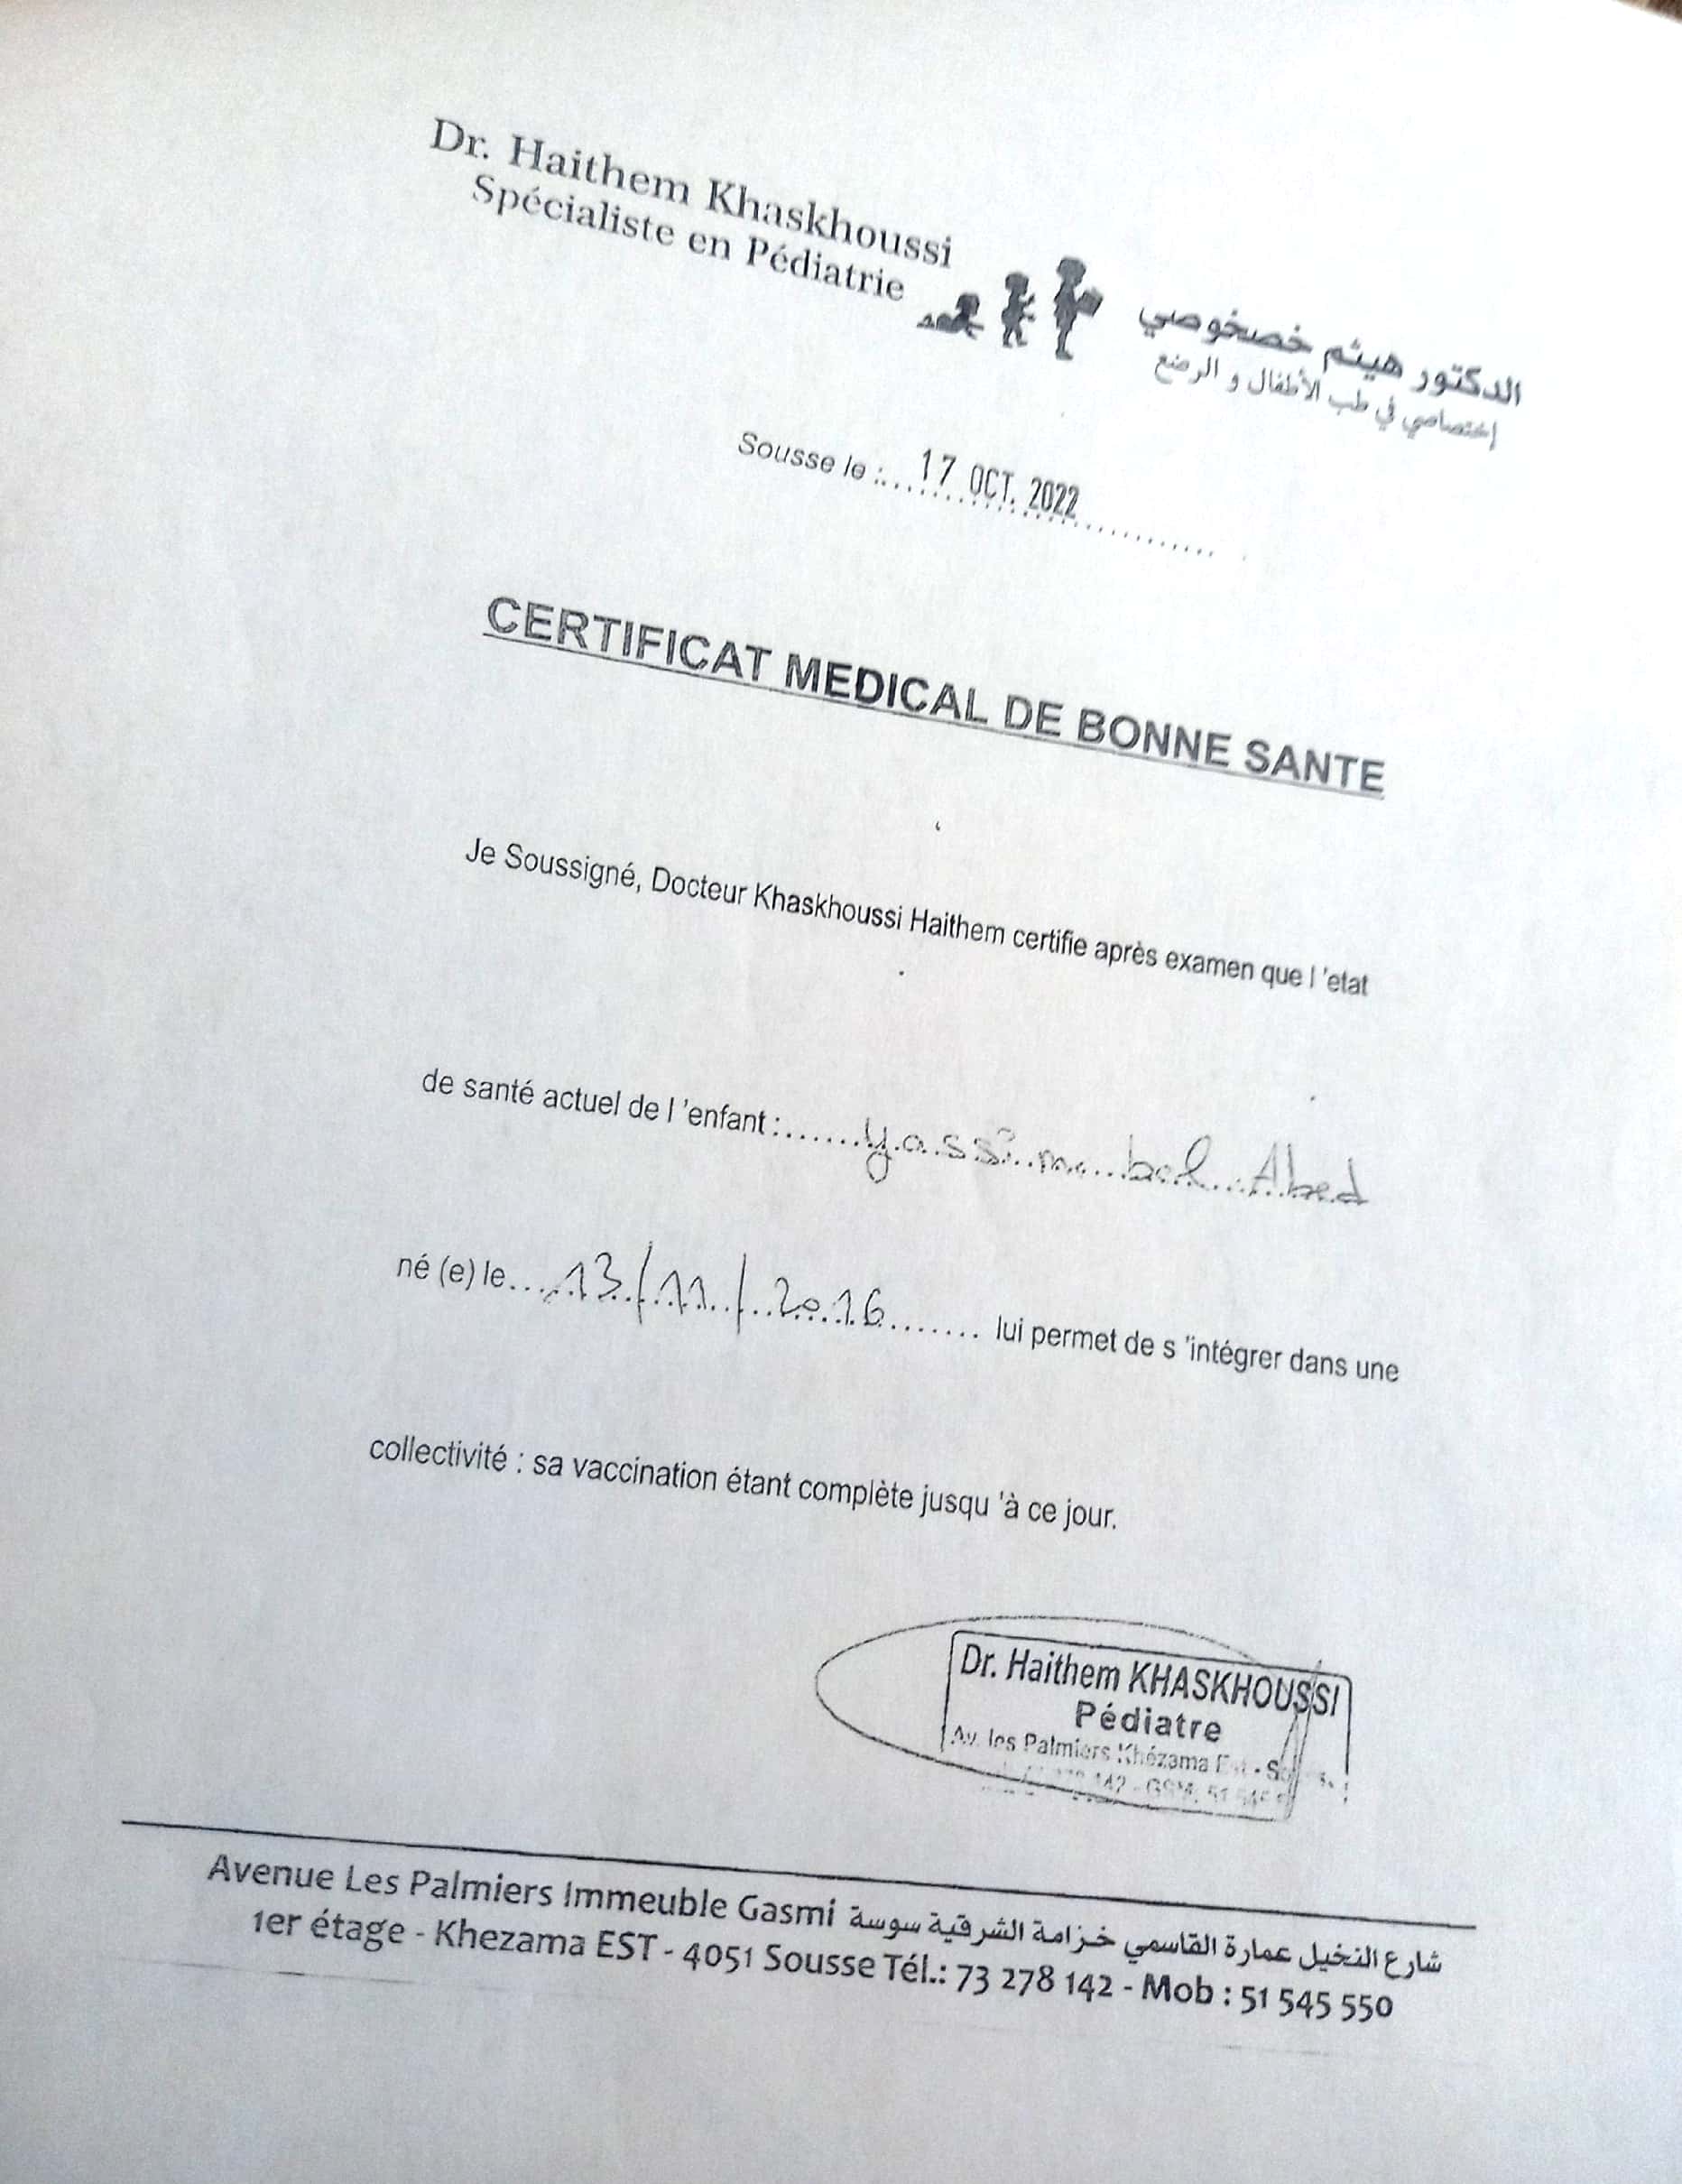 Dr. Haithem Khaskhoussi
Spécialiste en Pédiatrie
الدكتور هيثم خصخوصي
إختصاصي في طب الأطفال و الرضع
Sousse le :.. 17 OCT. 2022
CERTIFICAT MEDICAL DE BONNE SANTE
Je Soussigné, Docteur Khaskhoussi Haithem certifie après examen que l 'etat
de santé actuel de l 'enfant :...... yassine bel Abed
né (e) le... 13/11/2016 ....... lui permet de s 'intégrer dans une
collectivité : sa vaccination étant complète jusqu 'à ce jour.
Dr. Haithem KHASKHOUSSI
Pédiatre
Av. les Palmiers Khézama Est -
142 - GSM: 51 545
Avenue Les Palmiers Immeuble Gasmi شارع النخيل عمارة القاسمي خزامة الشرقية سوسة
1er étage - Khezama EST - 4051 Sousse Tél.: 73 278 142 - Mob : 51 545 550